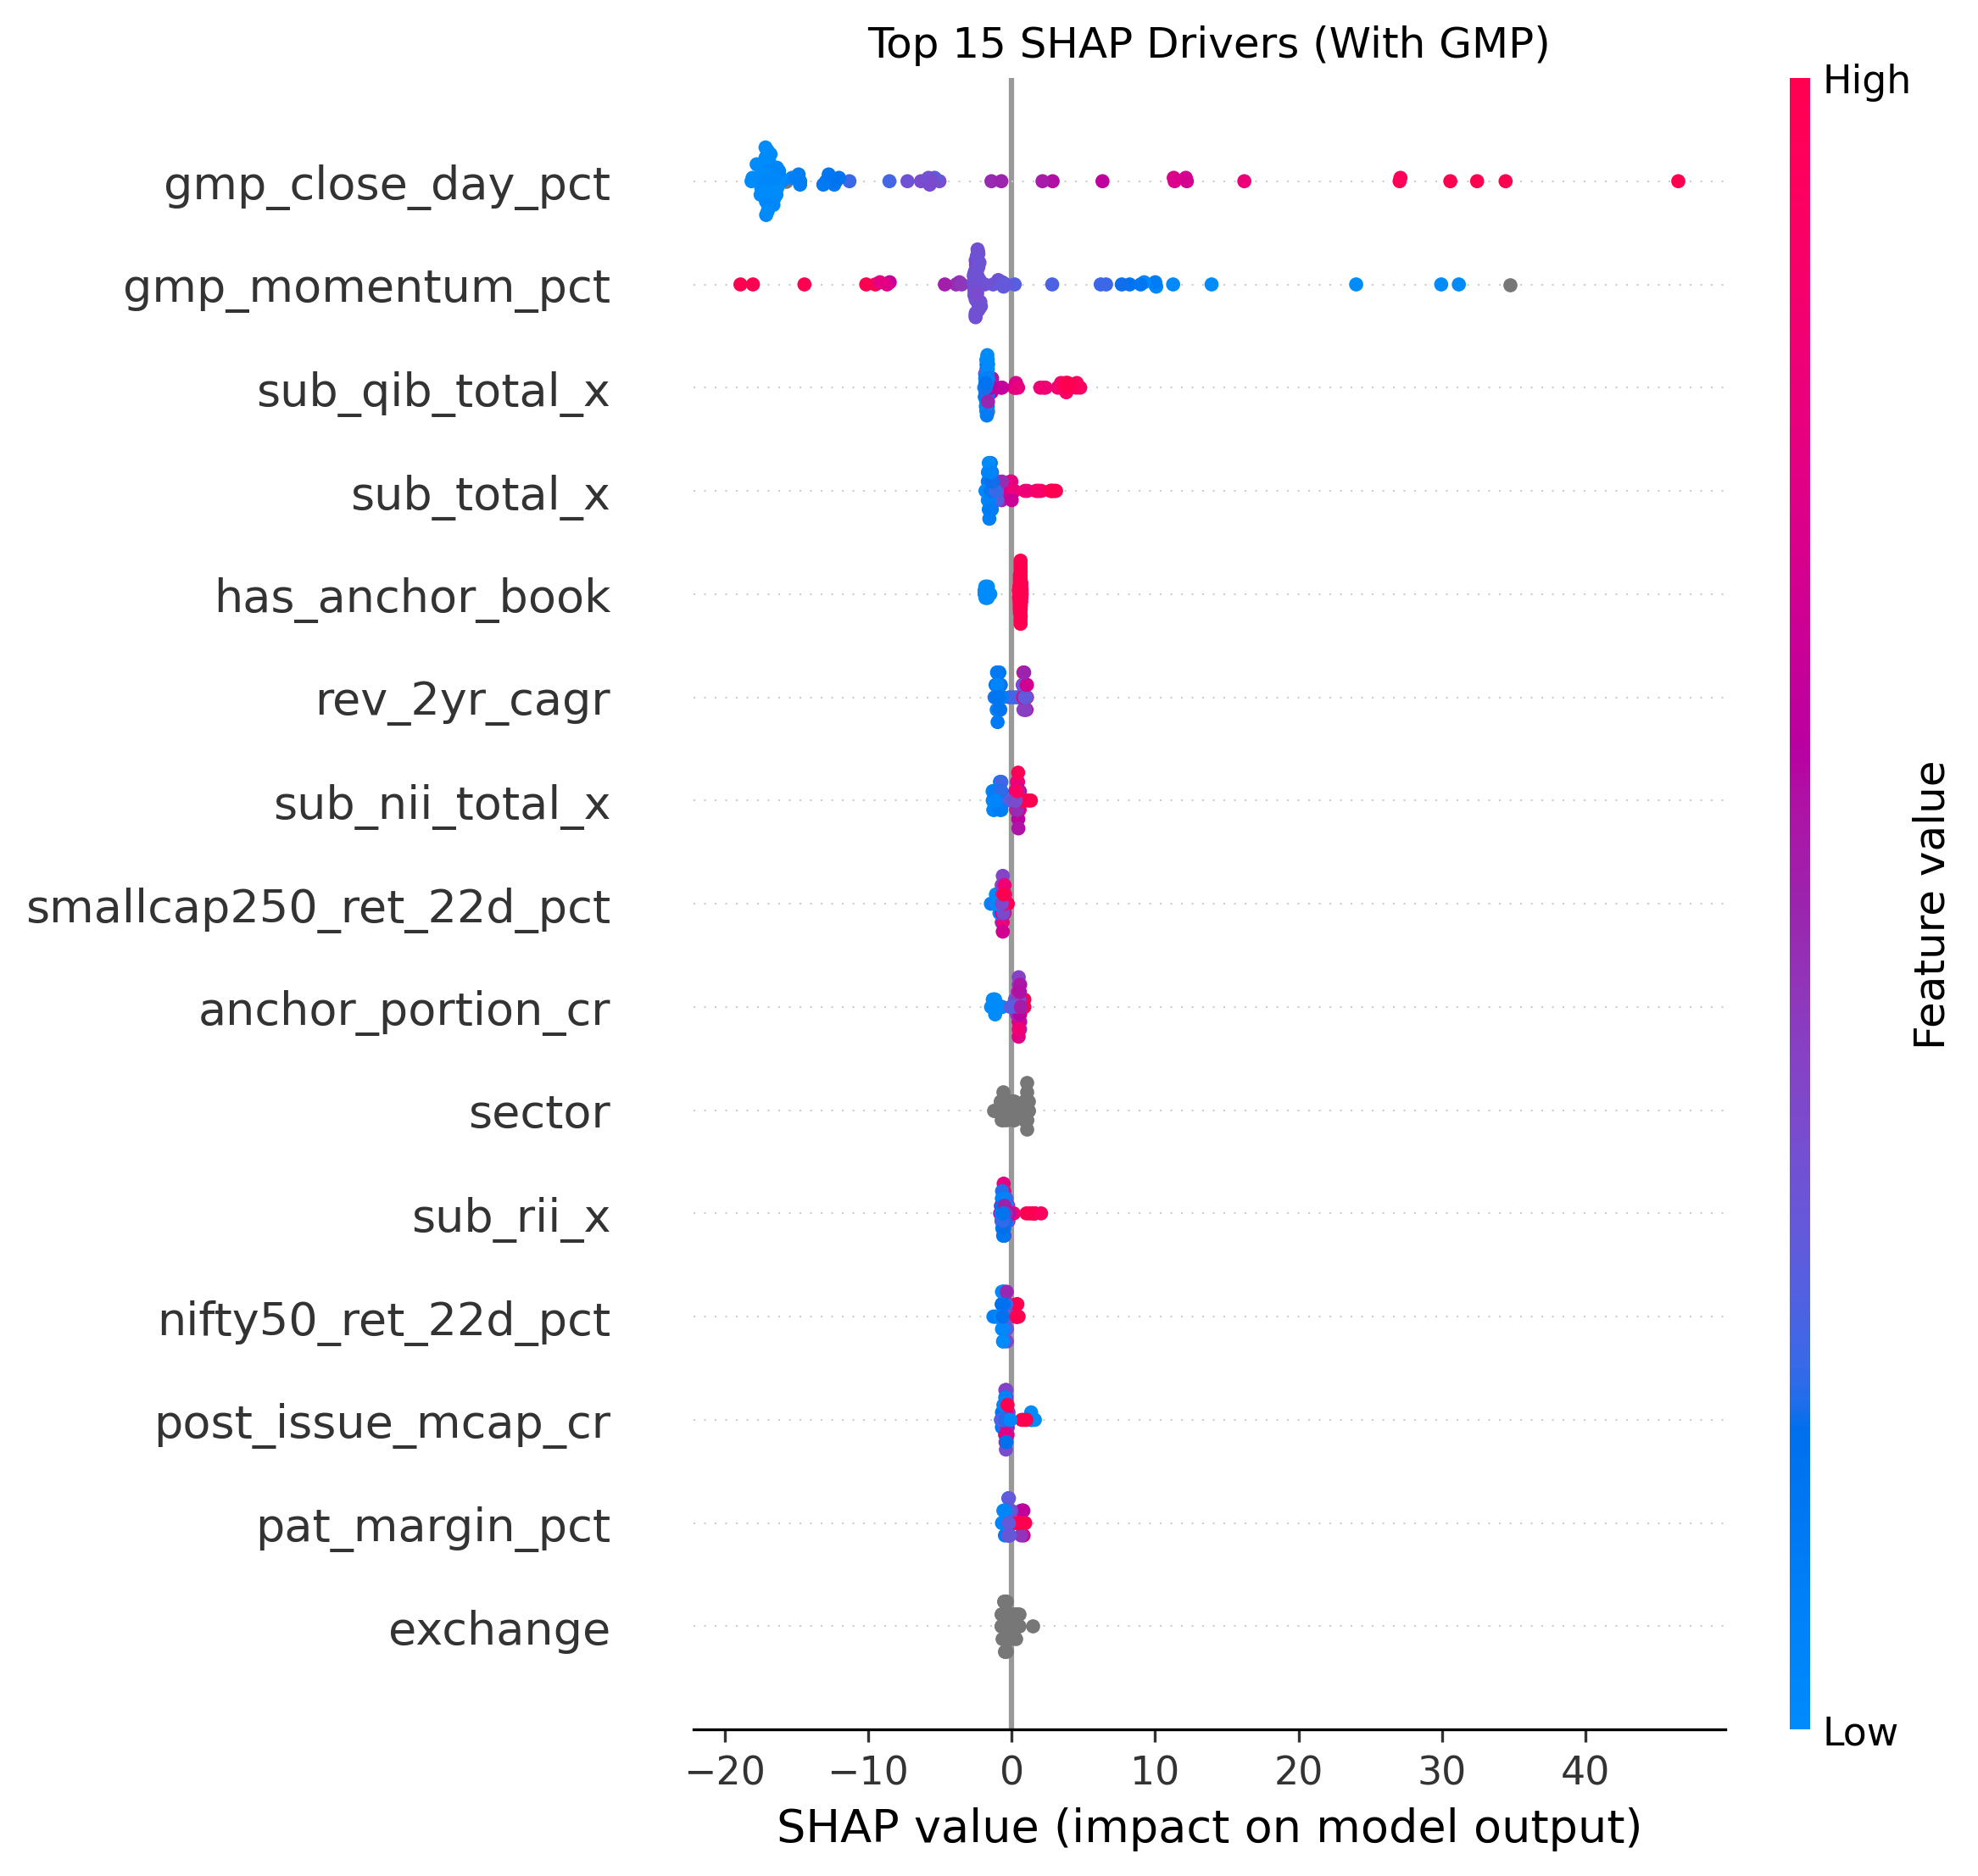 Top 15 SHAP Drivers (With GMP)
High
gmp_close_day_pct
gmp_momentum_pct
sub_qib_total_x
sub_total_x
has_anchor_book
rev_2yr_cagr
sub_nii_total_x
smallcap250_ret_22d_pct
anchor_portion_cr
sector
sub_rii_x
nifty50_ret_22d_pct
post_issue_mcap_cr
pat_margin_pct
exchange
Feature value
Low
−20 −10 0 10 20 30 40
SHAP value (impact on model output)